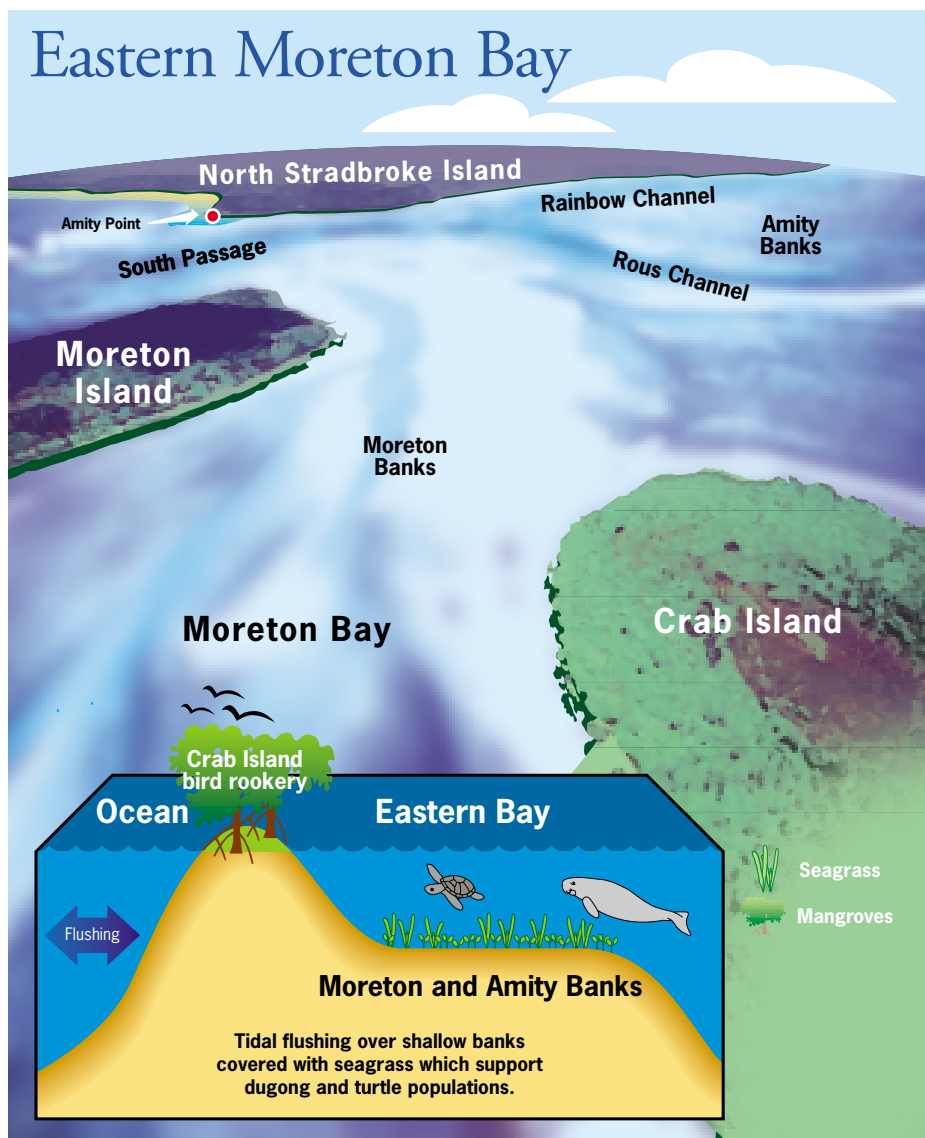 Eastern Moreton Bay
North Stradbroke Island
Rainbow Channel
Amity Point
Amity
Banks
South Passage
Rous Channel
Moreton
Island
Moreton
Banks
Crab Island
Moreton Bay
Crab Island
bird rookery
Ocean
Eastern Bay
Seagrass
Mangroves
Flushing
Moreton and Amity Banks
Tidal flushing over shallow banks
covered with seagrass which support
dugong and turtle populations.